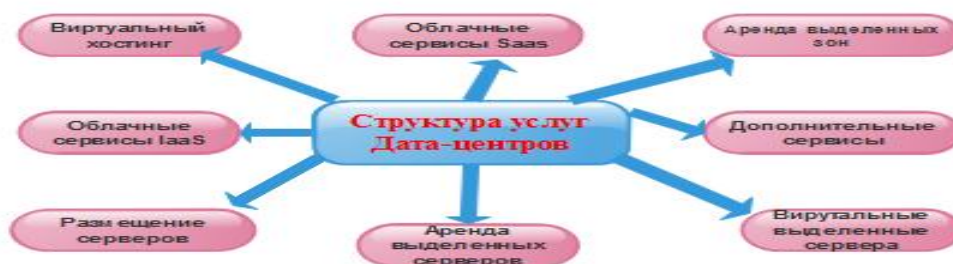 Виртуальный
хостинг
Облачные
сервисы Saas
Аренда выделенных
зон
Облачные
сервисы IaaS
Структура услуг
Дата-центров
Дополнительные
сервисы
Размещение
серверов
Аренда
выделенных
серверов
Вирутальные
выделенные
сервера